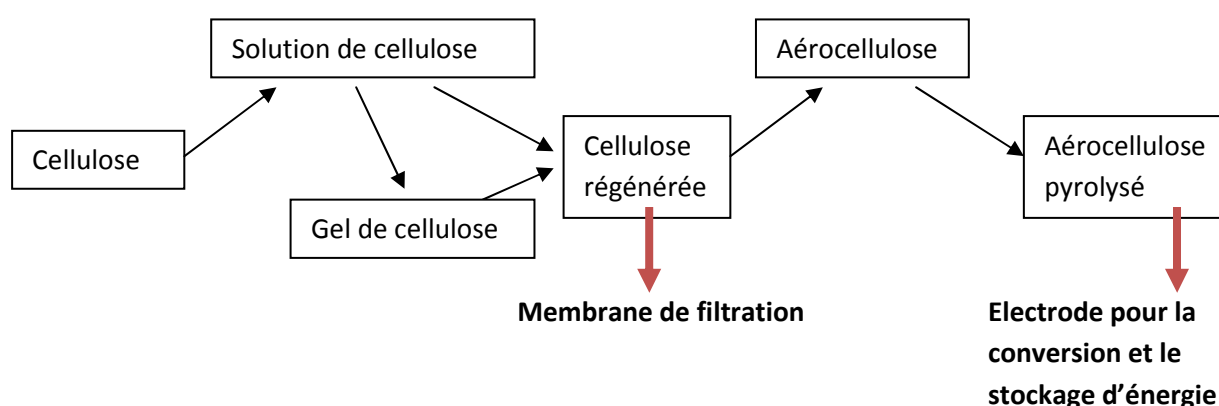 Solution de cellulose
Aérocellulose
Cellulose
Cellulose
régénérée
Aérocellulose
pyrolysé
Gel de cellulose
Membrane de filtration
Electrode pour la
conversion et le
stockage d’énergie